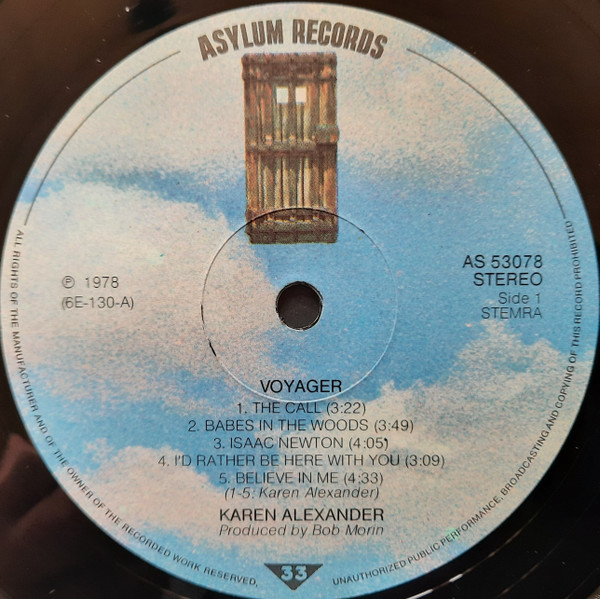 ASYLUM RECORDS
℗ 1978
(6E-130-A)
AS 53078
STEREO
Side 1
STEMRA
VOYAGER
1. THE CALL (3:22)
2. BABES IN THE WOODS (3:49)
3. ISAAC NEWTON (4:05)
4. I'D RATHER BE HERE WITH YOU (3:09)
5. BELIEVE IN ME (4:33)
(1-5: Karen Alexander)
KAREN ALEXANDER
Produced by Bob Morin
33
ALL RIGHTS OF THE MANUFACTURER AND OF THE OWNER OF THE RECORDED WORK RESERVED.
UNAUTHORIZED PUBLIC PERFORMANCE, BROADCASTING AND COPYING OF THIS RECORD PROHIBITED